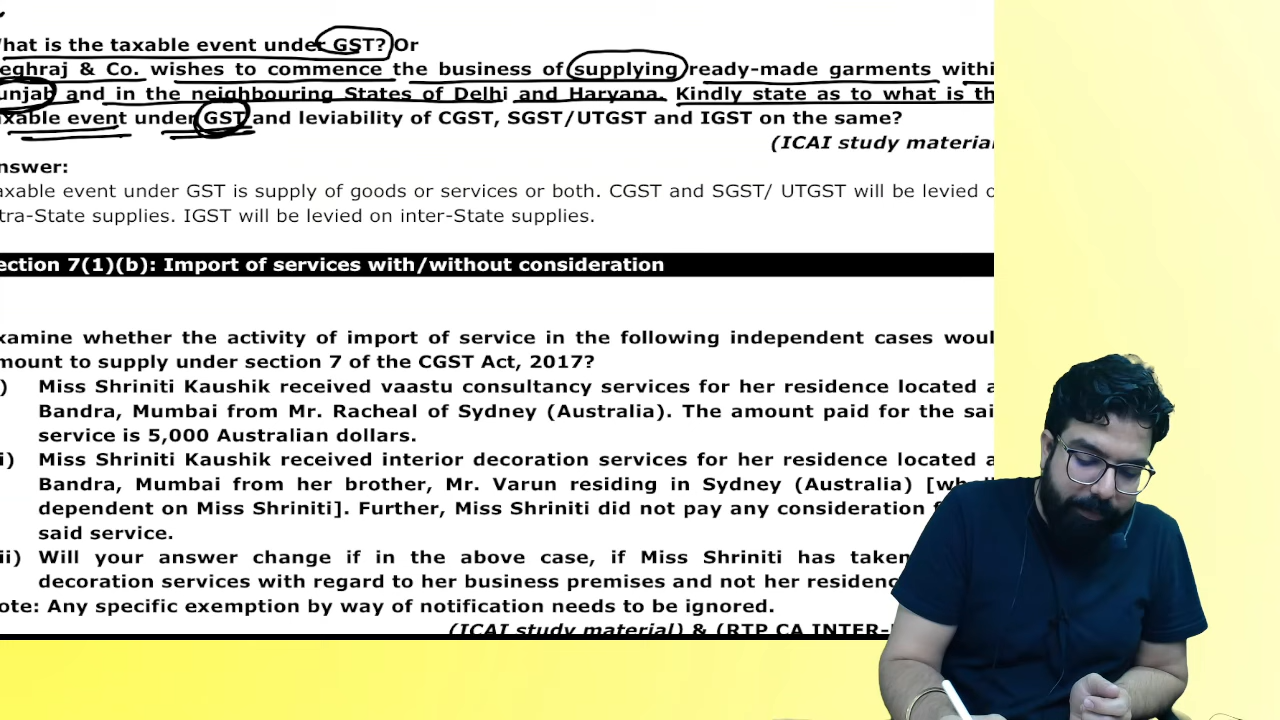 hat is the taxable event under GST? Or
eghraj & Co. wishes to commence the business of supplying ready-made garments withi
unjab and in the neighbouring States of Delhi and Haryana. Kindly state as to what is th
xable event under GST and leviability of CGST, SGST/UTGST and IGST on the same?
(ICAI study materia
nswer:
axable event under GST is supply of goods or services or both. CGST and SGST/ UTGST will be levied o
tra-State supplies. IGST will be levied on inter-State supplies.
ection 7(1)(b): Import of services with/without consideration
xamine whether the activity of import of service in the following independent cases woul
mount to supply under section 7 of the CGST Act, 2017?
) Miss Shriniti Kaushik received vaastu consultancy services for her residence located a
Bandra, Mumbai from Mr. Racheal of Sydney (Australia). The amount paid for the sai
service is 5,000 Australian dollars.
i) Miss Shriniti Kaushik received interior decoration services for her residence located a
Bandra, Mumbai from her brother, Mr. Varun residing in Sydney (Australia) [wh
dependent on Miss Shriniti]. Further, Miss Shriniti did not pay any consideration
said service.
ii) Will your answer change if in the above case, if Miss Shriniti has taken
decoration services with regard to her business premises and not her residenc
ote: Any specific exemption by way of notification needs to be ignored.
(ICAI study material) & (RTP CA INTER-